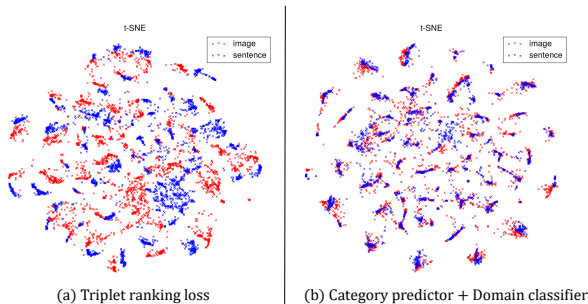 t-SNE
image
sentence
(a) Triplet ranking loss
t-SNE
image
sentence
(b) Category predictor + Domain classifier